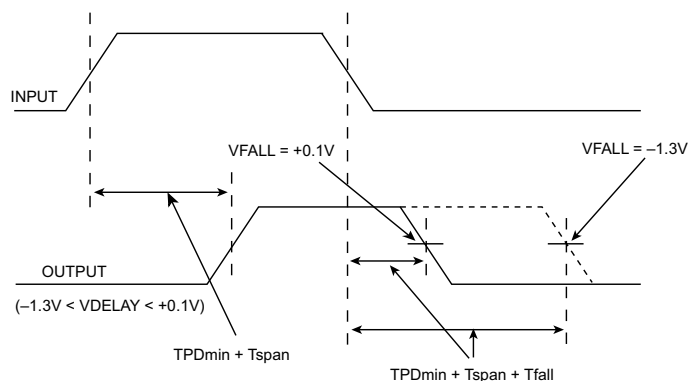 INPUT
VFALL = +0.1V
VFALL = –1.3V
OUTPUT
(–1.3V < VDELAY < +0.1V)
TPDmin + Tspan
TPDmin + Tspan + Tfall